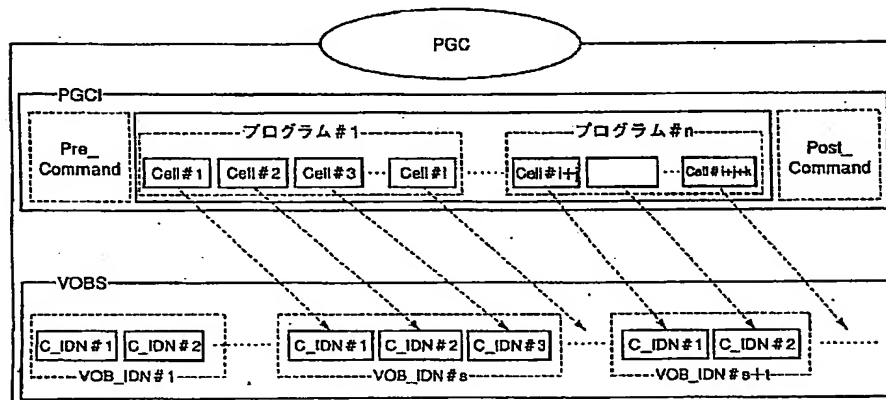 PGC
PGCI
Pre_
Command
プログラム#1
Cell#1 Cell#2 Cell#3 Cell#i
プログラム#n
Cell#i+j Cell#i+j+k
Post_
Command
VOBS
C_IDN#1 C_IDN#2
VOB_IDN#1
C_IDN#1 C_IDN#2 C_IDN#3
VOB_IDN#s
C_IDN#1 C_IDN#2
VOB_IDN#s+t